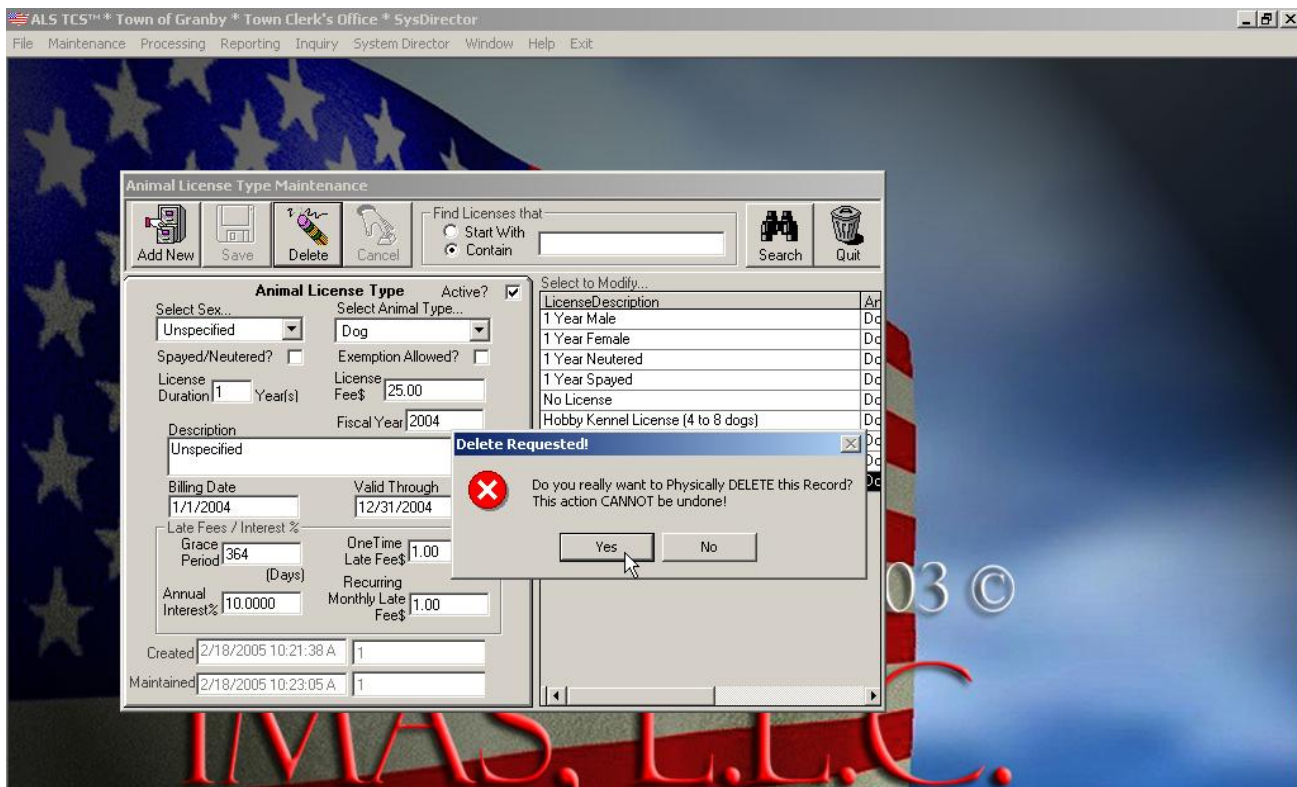 ALS TCS™ * Town of Granby * Town Clerk's Office * SysDirector
File Maintenance Processing Reporting Inquiry System Director Window Help Exit
Animal License Type Maintenance
Add New
Save
Delete
Cancel
Find Licenses that
Start With
Contain
Search
Quit
Animal License Type Active?
Select Sex... Select Animal Type...
Unspecified Dog
Spayed/Neutered? Exemption Allowed?
License Duration 1 Year(s)
License Fee$ 25.00
Fiscal Year 2004
Description
Unspecified
Billing Date Valid Through
1/1/2004 12/31/2004
Late Fees / Interest %
Grace Period 364
(Days)
OneTime Late Fee$ 1.00
Annual Interest% 10.0000
Recurring Monthly Late Fee$ 1.00
Created 2/18/2005 10:21:38 A 1
Maintained 2/18/2005 10:23:05 A 1
Select to Modify...
LicenseDescription
1 Year Male
1 Year Female
1 Year Neutered
1 Year Spayed
No License
Hobby Kennel License (4 to 8 dogs)
Delete Requested!
Do you really want to Physically DELETE this Record?
This action CANNOT be undone!
Yes No
03 ©
IMAS, L.L.C.